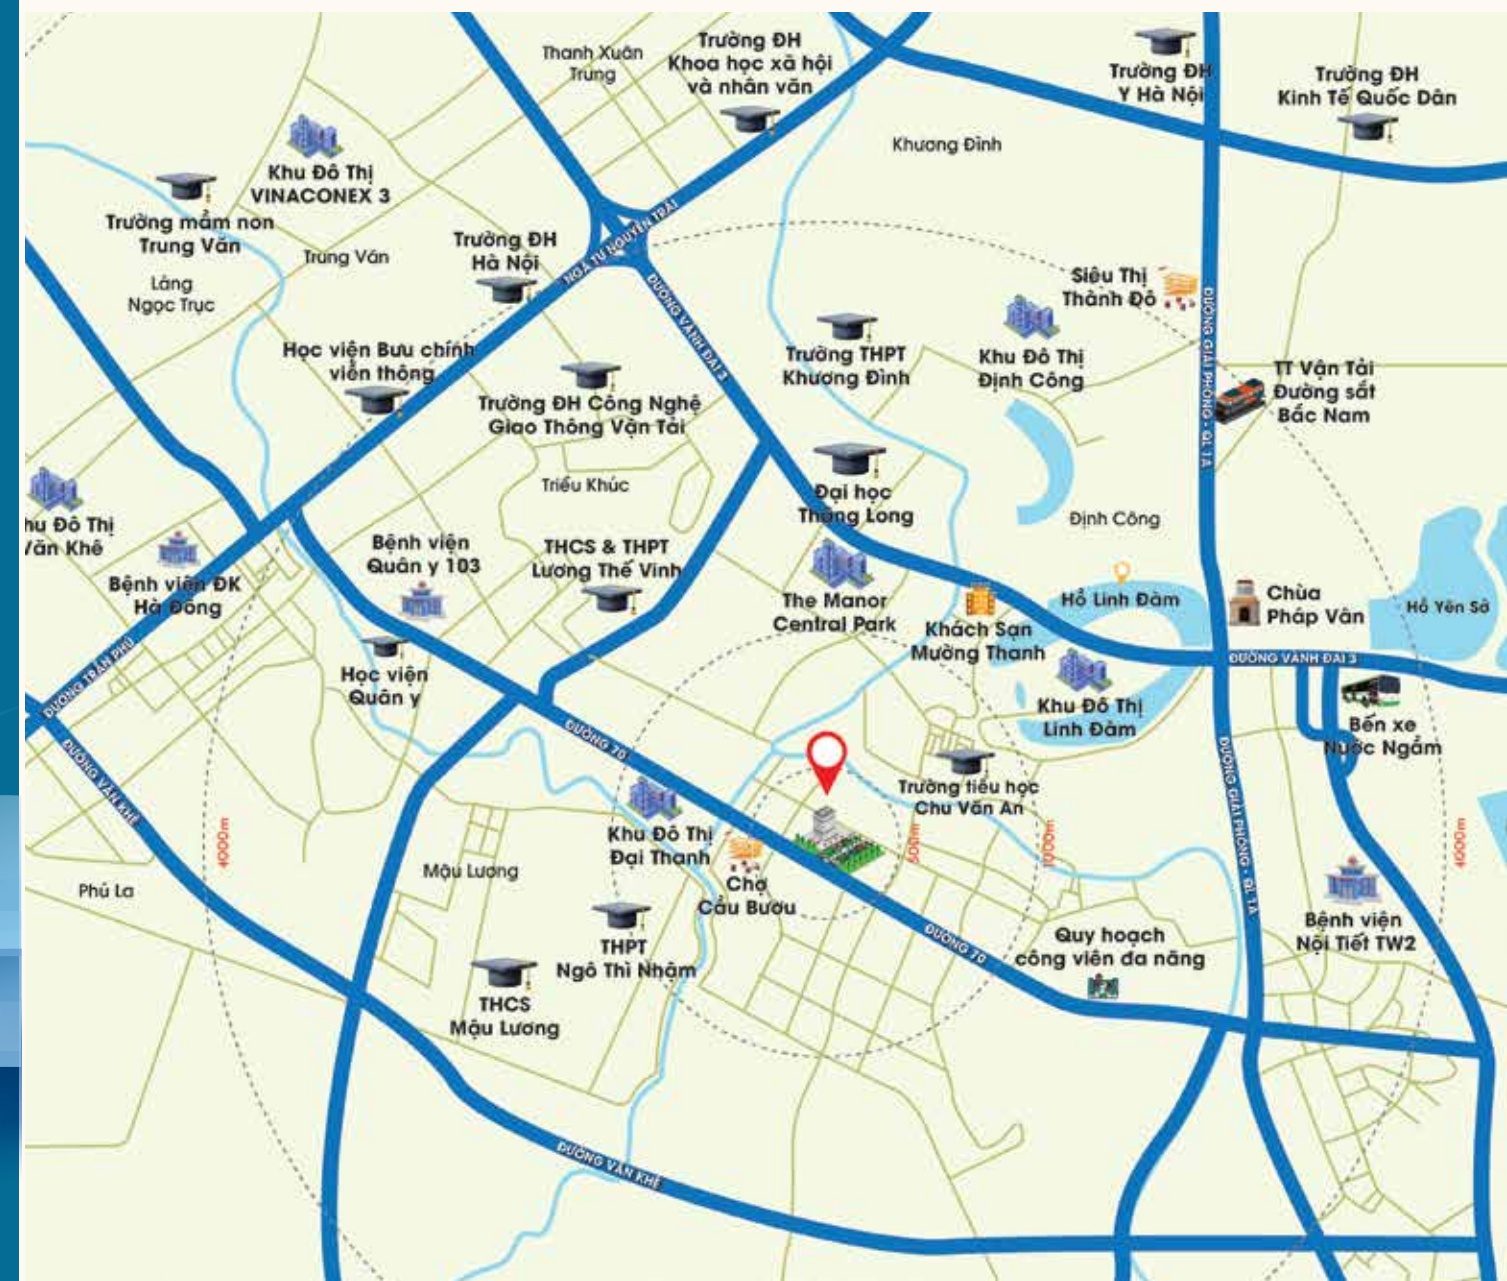 Thanh Xuân
Trung
Trường ĐH
Khoa học xã hội
và nhân văn
Trường ĐH
Y Hà Nội
Trường ĐH
Kinh Tế Quốc Dân
Khương Đình
Khu Đô Thị
VINACONEX 3
Trường mầm non
Trung Văn
Trung Văn
Láng
Ngọc Trục
Trường ĐH
Hà Nội
NGÃ TƯ NGUYỄN TRÃI
ĐƯỜNG VÀNH ĐAI 3
Siêu Thị
Thành Đô
ĐƯỜNG GIẢI PHÓNG - QL 1A
Trường THPT
Khương Đình
Khu Đô Thị
Định Công
TT Vận Tải
Đường sắt
Bắc Nam
Học viện Bưu chính
viễn thông
Trường ĐH Công Nghệ
Giao Thông Vận Tải
Triều Khúc
Đại học
Thăng Long
Định Công
hu Đô Thị
Văn Khê
Bệnh viện ĐK
Hà Đông
Bệnh viện
Quân y 103
THCS & THPT
Lương Thế Vinh
The Manor
Central Park
Khách Sạn
Mường Thanh
Hồ Linh Đàm
Chùa
Pháp Vân
Hồ Yên Sở
ĐƯỜNG VÀNH ĐAI 3
Học viện
Quân y
ĐƯỜNG TRẦN PHÚ
ĐƯỜNG VĂN KHÊ
ĐƯỜNG 70
Khu Đô Thị
Linh Đàm
Bến xe
Nước Ngầm
Trường tiểu học
Chu Văn An
ĐƯỜNG GIẢI PHÓNG - QL 1A
Khu Đô Thị
Đại Thanh
Chợ
Cầu Bươu
4000m
500m
1000m
4000m
Mậu Lương
Phú La
THPT
Ngô Thì Nhậm
THCS
Mậu Lương
ĐƯỜNG 70
Quy hoạch
công viên đa năng
Bệnh viện
Nội Tiết TW2
ĐƯỜNG VĂN KHÊ